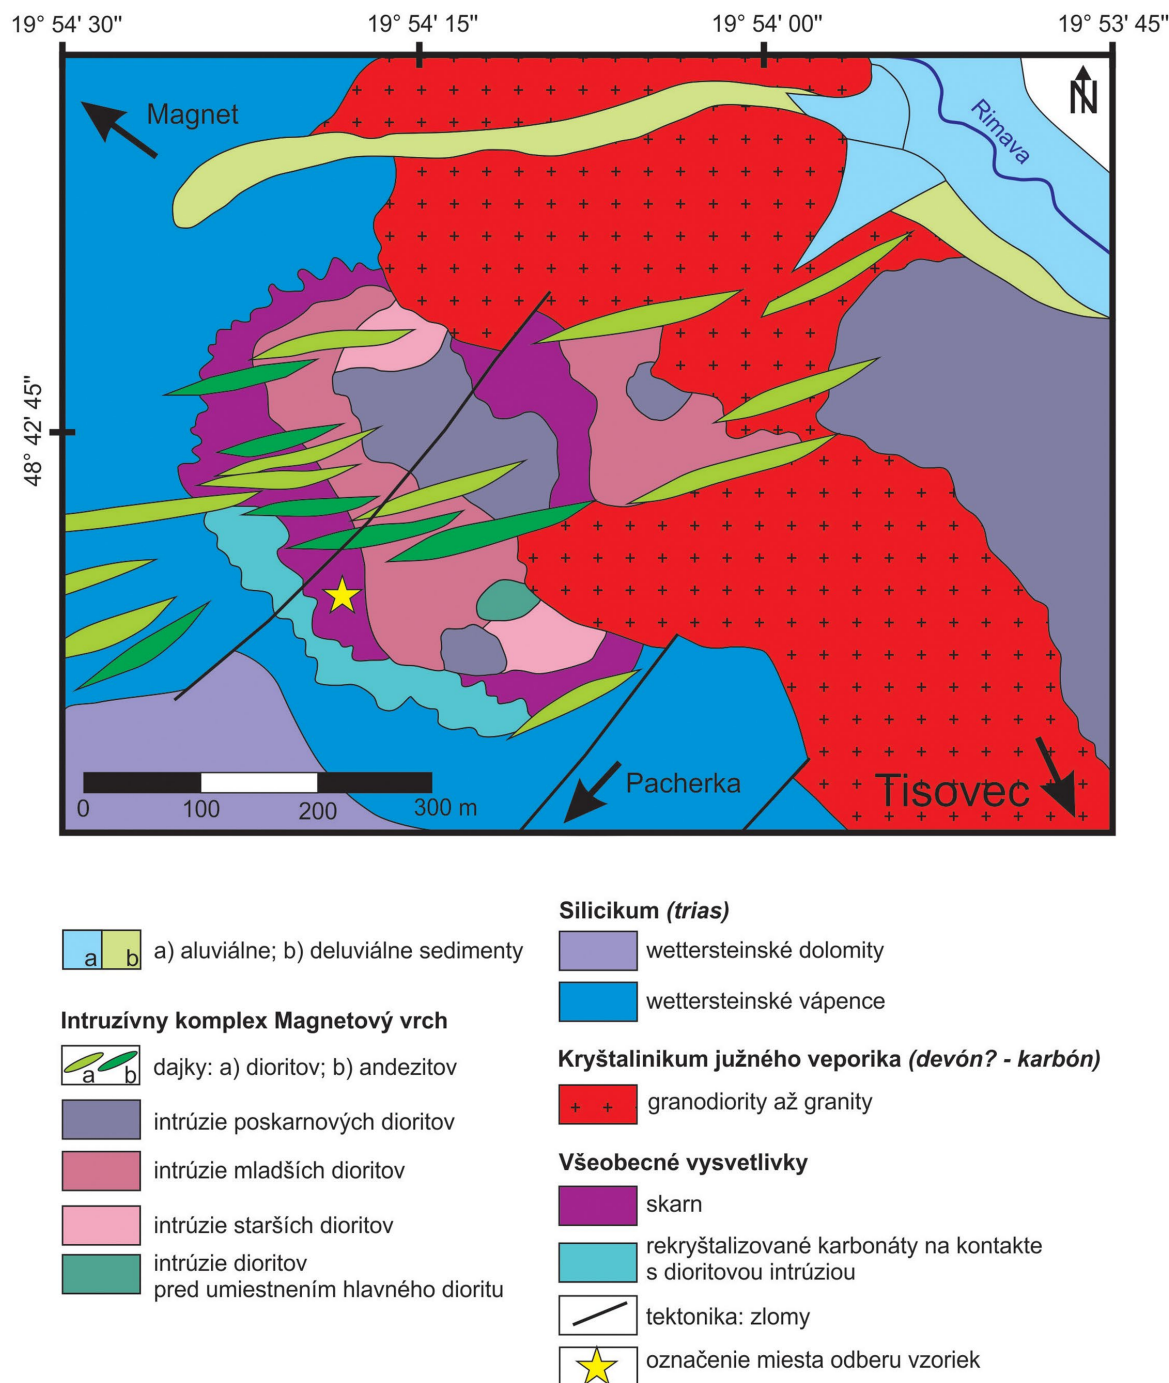 19° 54' 30" 19° 54' 15" 19° 54' 00" 19° 53' 45"
N
Magnet
Rimava
48° 42' 45"
Pacherka
Tisovec
0 100 200 300 m
a b a) aluviálne; b) deluviálne sedimenty
Intruzívny komplex Magnetový vrch
a b dajky: a) dioritov; b) andezitov
intrúzie poskarnových dioritov
intrúzie mladších dioritov
intrúzie starších dioritov
intrúzie dioritov
pred umiestnením hlavného dioritu
Silicikum (trias)
wettersteinské dolomity
wettersteinské vápence
Kryštalinikum južného veporika (devón? - karbón)
granodiority až granity
Všeobecné vysvetlivky
skarn
rekryštalizované karbonáty na kontakte
s dioritovou intrúziou
tektonika: zlomy
označenie miesta odberu vzoriek